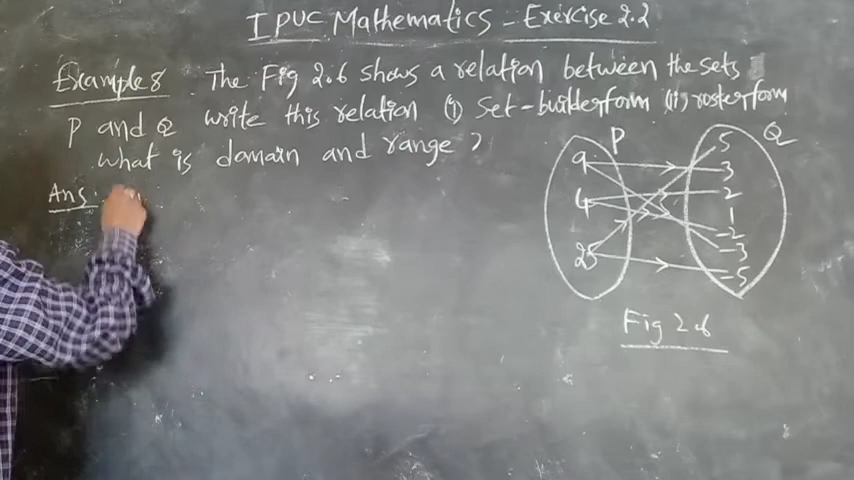 I PUC Mathematics - Exercise 2.2
Example 8 The Fig 2.6 shows a relation between the sets
P and Q write this relation (i) Set-builder form (ii) roster form
what is domain and range ?
Ans.
P
Q
9
4
25
5
3
2
1
-2
-3
-5
Fig 2.6